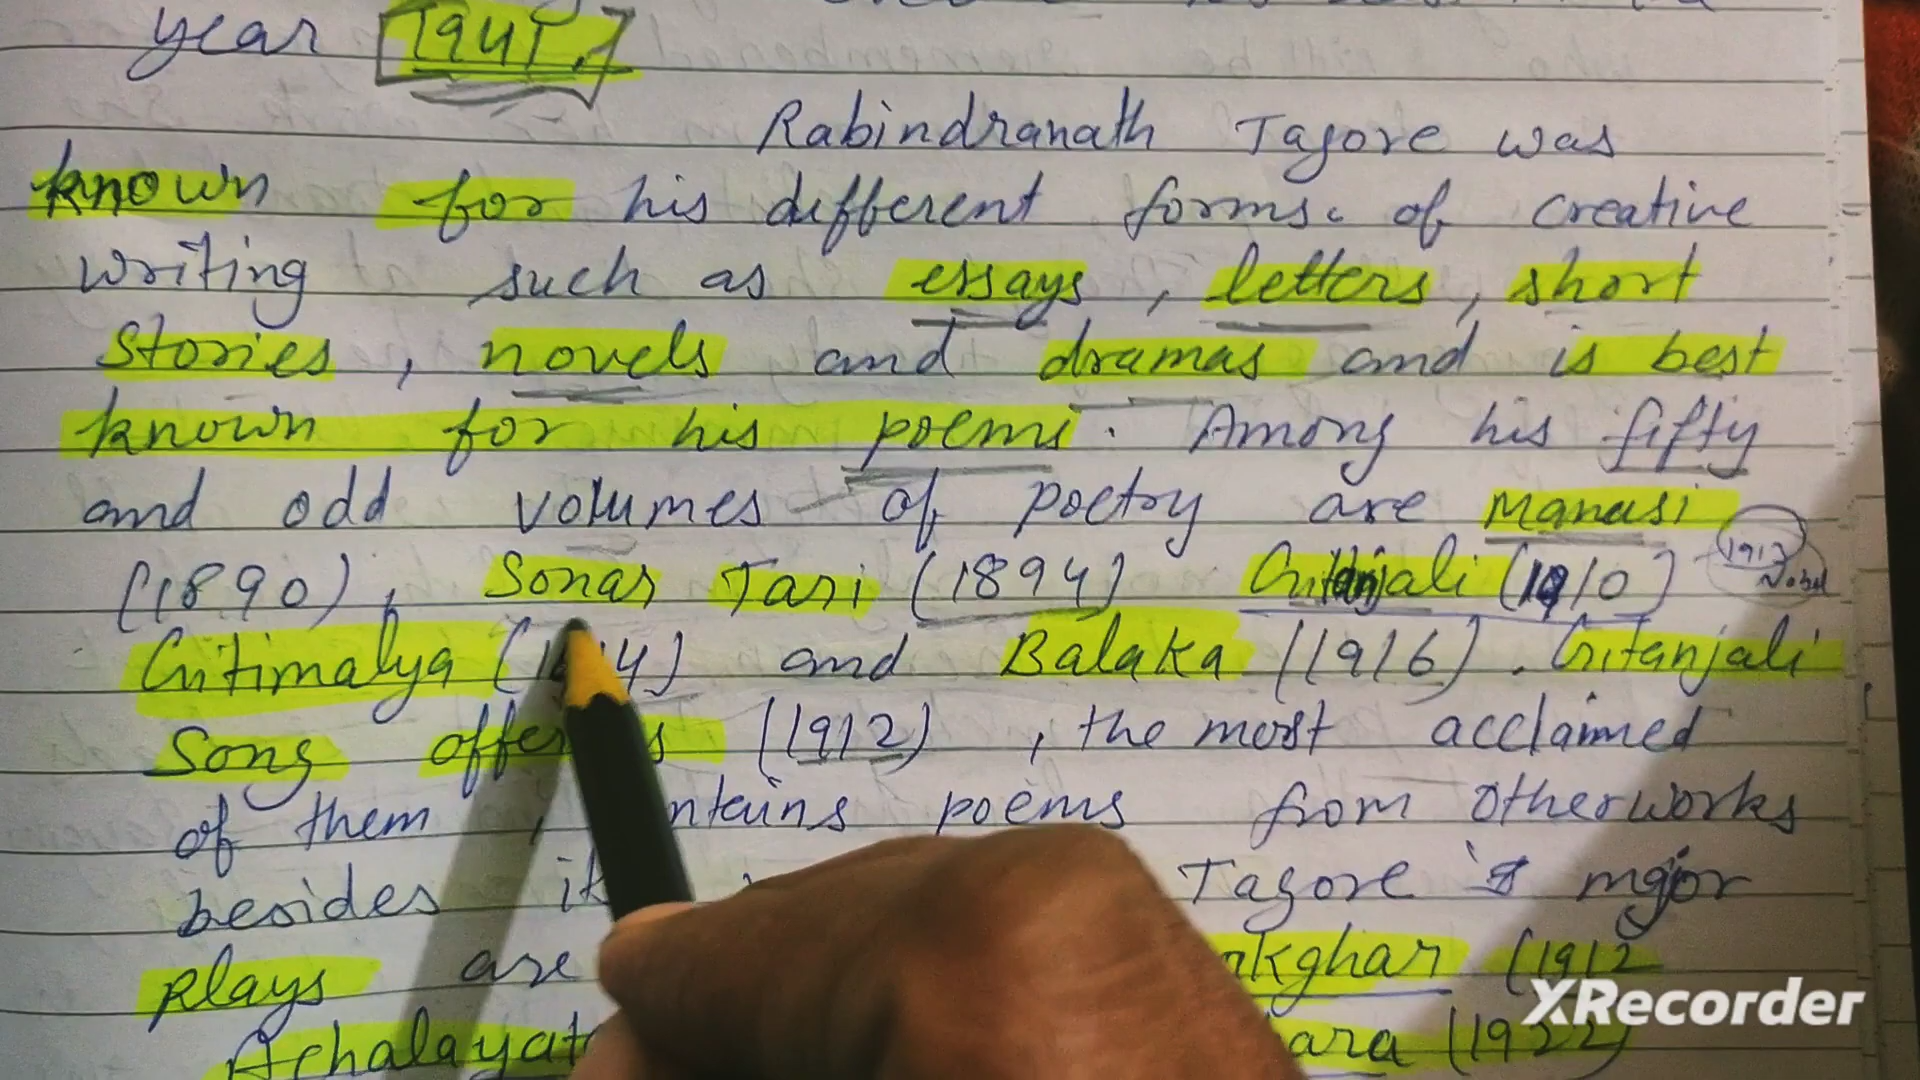 year 1941.
Rabindranath Tagore was
known for his different forms. of creative
writing such as essays, letters, short
stories, novels and dramas and is best
known for his poems. Among his fifty
and odd volumes of poetry are Manasi
(1890), Sonar Tari (1894) Gitanjali (1910) 1913 Nobel
Gitimalya and Balaka (1916). Gitanjali
Song (1912), the most acclaimed
of them, poems from other works
besides Tagore's major
plays are (1912
(1922)
XRecorder